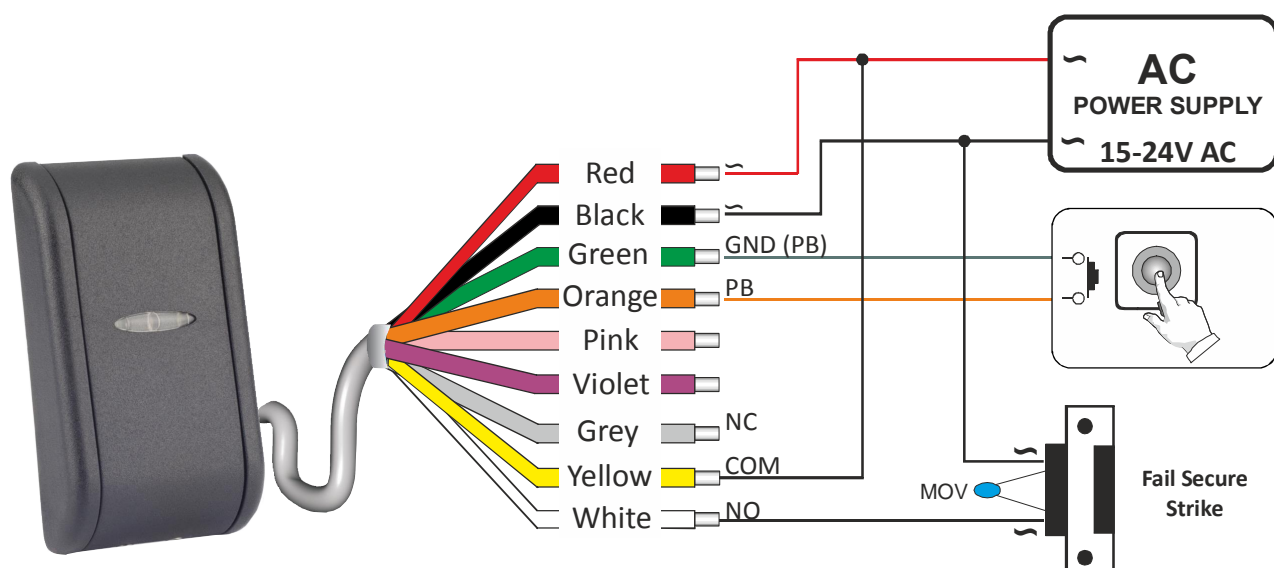 AC
POWER SUPPLY
15-24V AC
~
~
Red ~
Black ~
Green GND (PB)
Orange PB
Pink
Violet
Grey NC
Yellow COM
White NO
~
MOV
~
Fail Secure
Strike